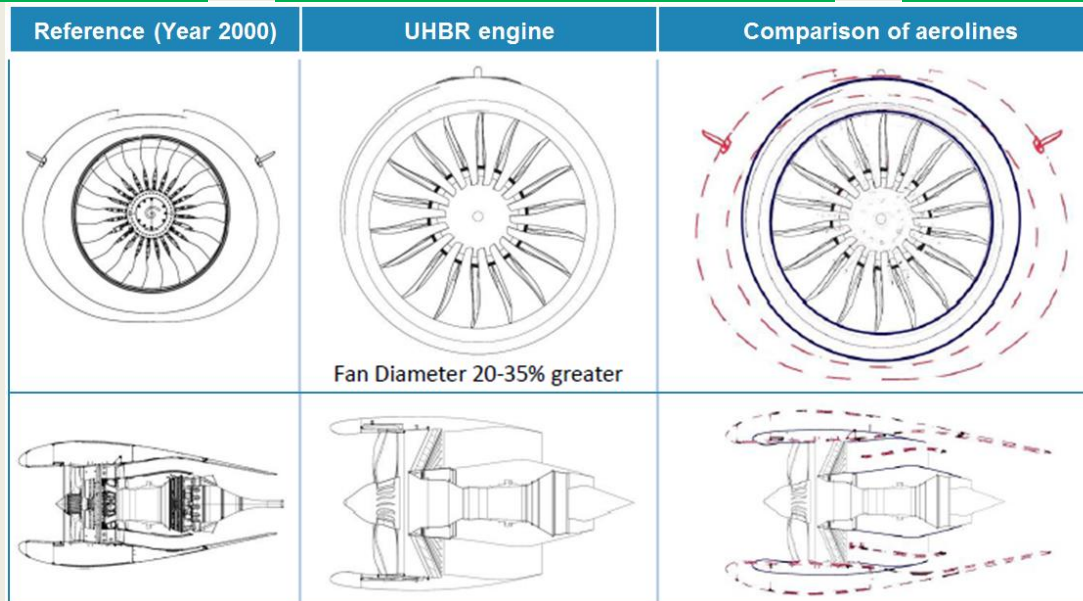 Reference (Year 2000)
UHBR engine
Comparison of aerolines
Fan Diameter 20-35% greater